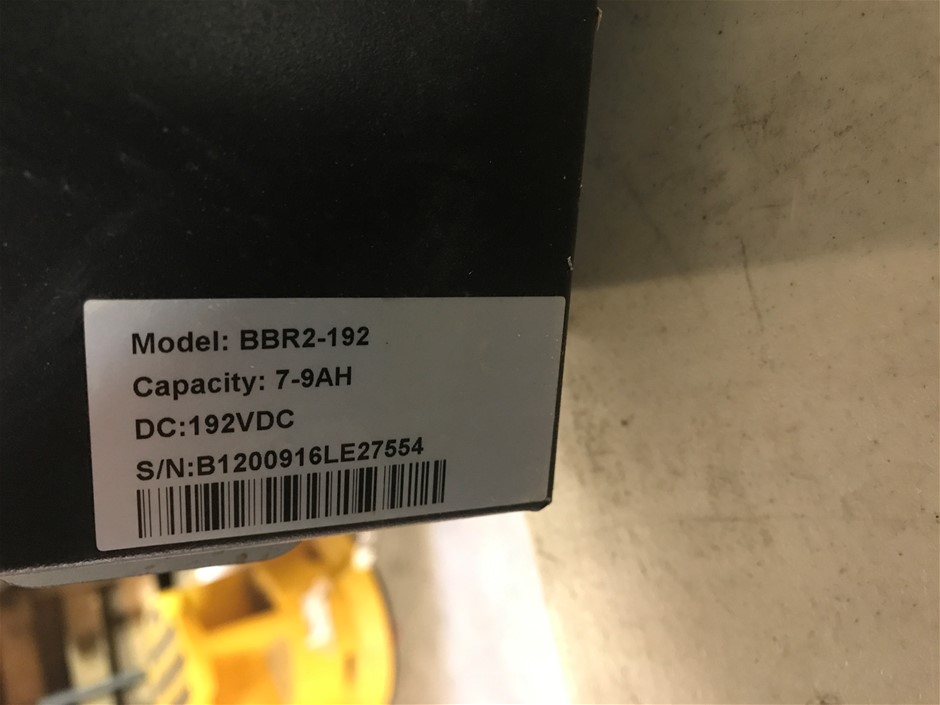 Model: BBR2-192
Capacity: 7-9AH
DC:192VDC
S/N:B1200916LE27554